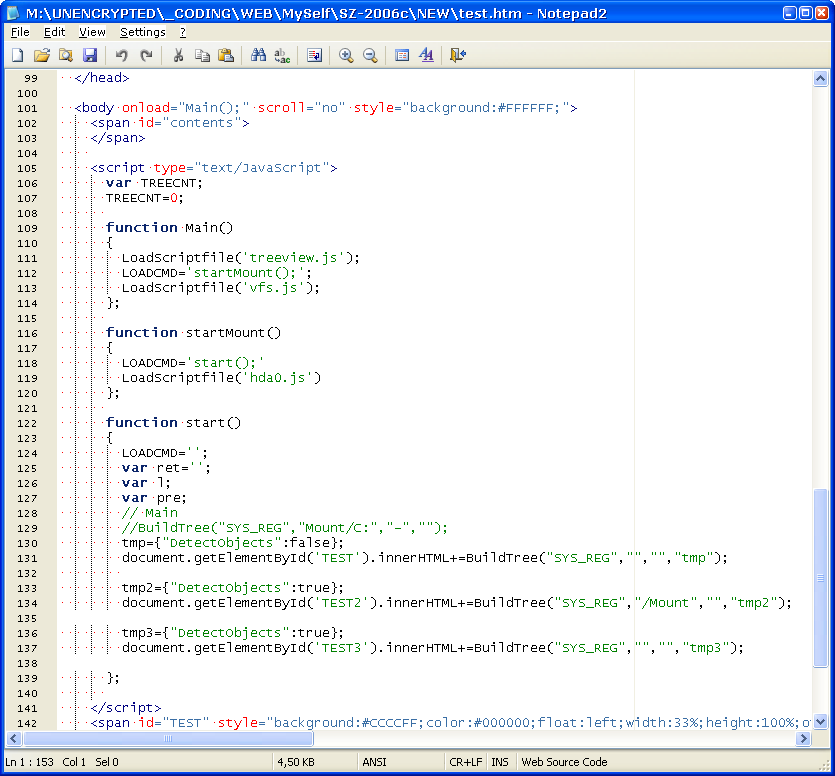 M:\UNENCRYPTED\_CODING\WEB\MySelf\SZ-2006c\NEW\test.htm - Notepad2
File Edit View Settings ?
99 </head>
100
101 <body onload="Main();" scroll="no" style="background:#FFFFFF;">
102 <span id="contents">
103 </span>
104
105 <script type="text/JavaScript">
106 var TREECNT;
107 TREECNT=0;
108
109 function Main()
110 {
111 LoadScriptfile('treeview.js');
112 LOADCMD='startMount();';
113 LoadScriptfile('vfs.js');
114 };
115
116 function startMount()
117 {
118 LOADCMD='start();'
119 LoadScriptfile('hda0.js')
120 };
121
122 function start()
123 {
124 LOADCMD='';
125 var ret='';
126 var l;
127 var pre;
128 // Main
129 //BuildTree("SYS_REG","Mount/C:","-","");
130 tmp={"DetectObjects":false};
131 document.getElementById('TEST').innerHTML+=BuildTree("SYS_REG","","","tmp");
132
133 tmp2={"DetectObjects":true};
134 document.getElementById('TEST2').innerHTML+=BuildTree("SYS_REG","/Mount","","tmp2");
135
136 tmp3={"DetectObjects":true};
137 document.getElementById('TEST3').innerHTML+=BuildTree("SYS_REG","","","tmp3");
138
139 };
140
141 </script>
142 <span id="TEST" style="background:#CCCCFF;color:#000000;float:left;width:33%;height:100%;o
Ln 1 : 153 Col 1 Sel 0 4,50 KB ANSI CR+LF INS Web Source Code